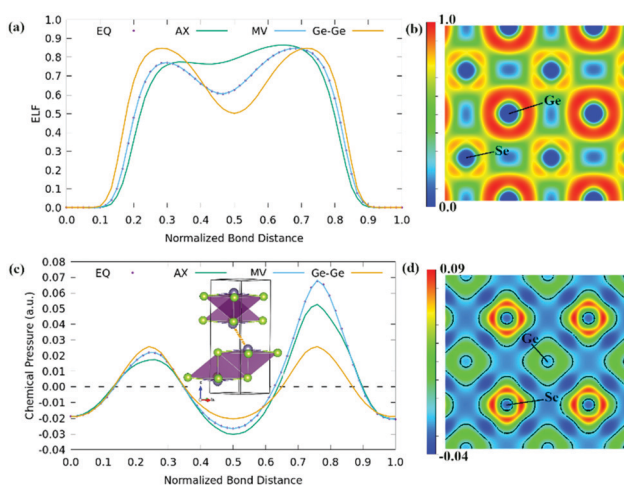 (a)
EQ AX MV Ge-Ge
1.0
0.9
0.8
0.7
0.6
0.5
0.4
0.3
0.2
0.1
0.0
ELF
0.0 0.1 0.2 0.3 0.4 0.5 0.6 0.7 0.8 0.9 1.0
Normalized Bond Distance
1.0
(b)
Ge
Se
0.0
(c)
EQ AX MV Ge-Ge
0.08
0.07
0.06
0.05
0.04
0.03
0.02
0.01
0.00
-0.01
-0.02
-0.03
-0.04
Chemical Pressure (a.u.)
0.0 0.1 0.2 0.3 0.4 0.5 0.6 0.7 0.8 0.9 1.0
Normalized Bond Distance
0.09
(d)
Ge
Se
-0.04